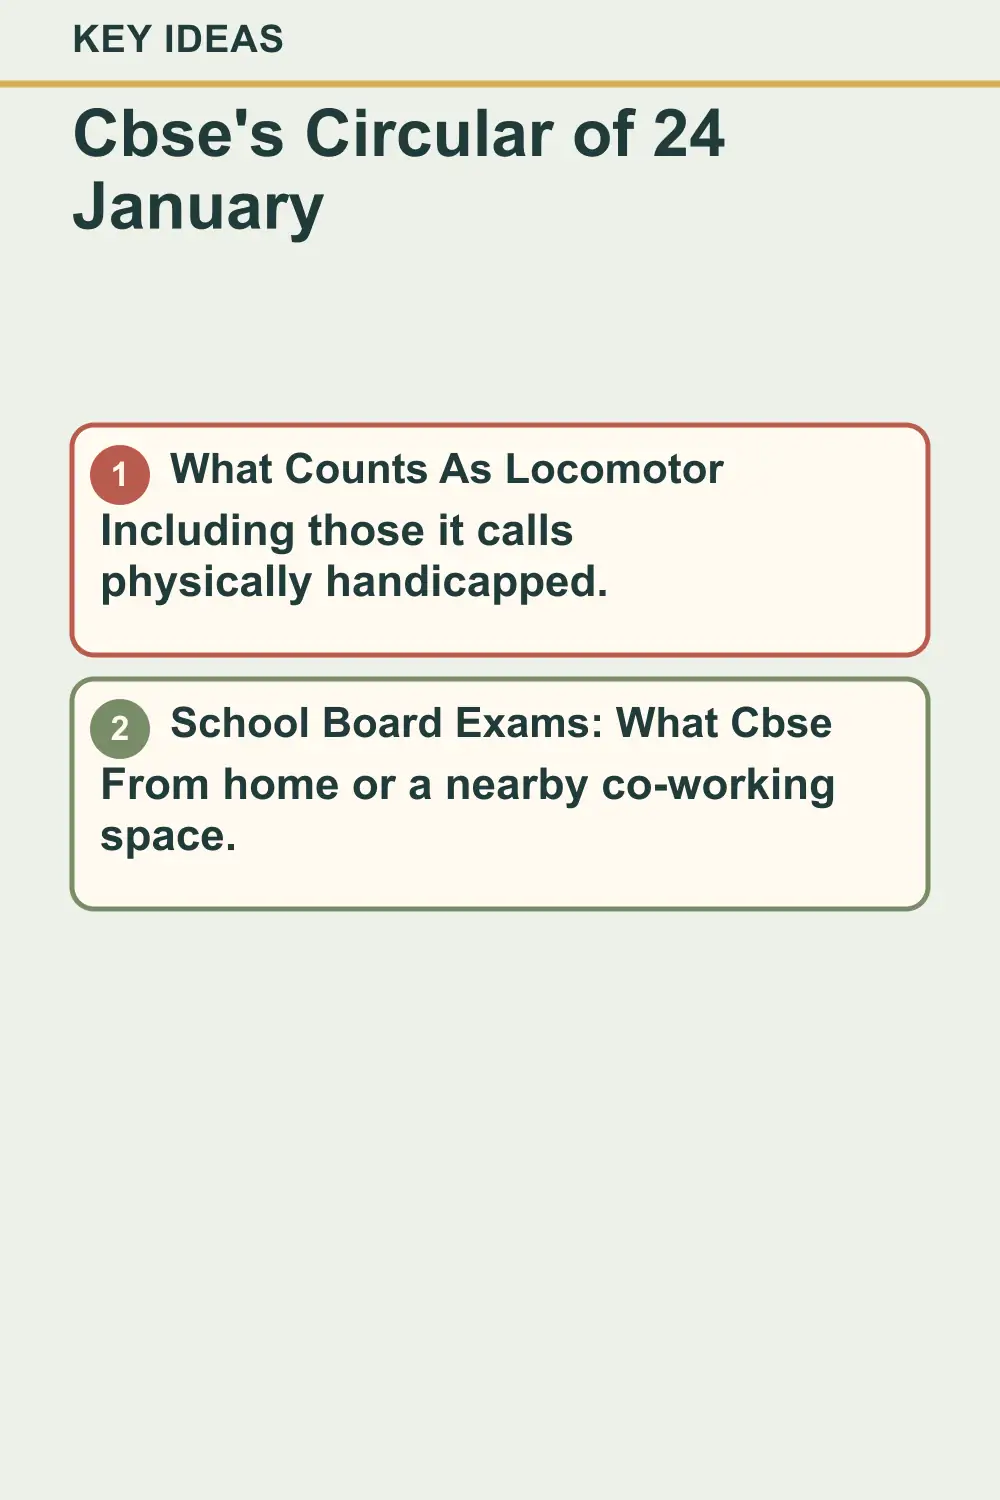 KEY IDEAS
Cbse's Circular of 24
January
1 What Counts As Locomotor
Including those it calls
physically handicapped.
2 School Board Exams: What Cbse
From home or a nearby co-working
space.